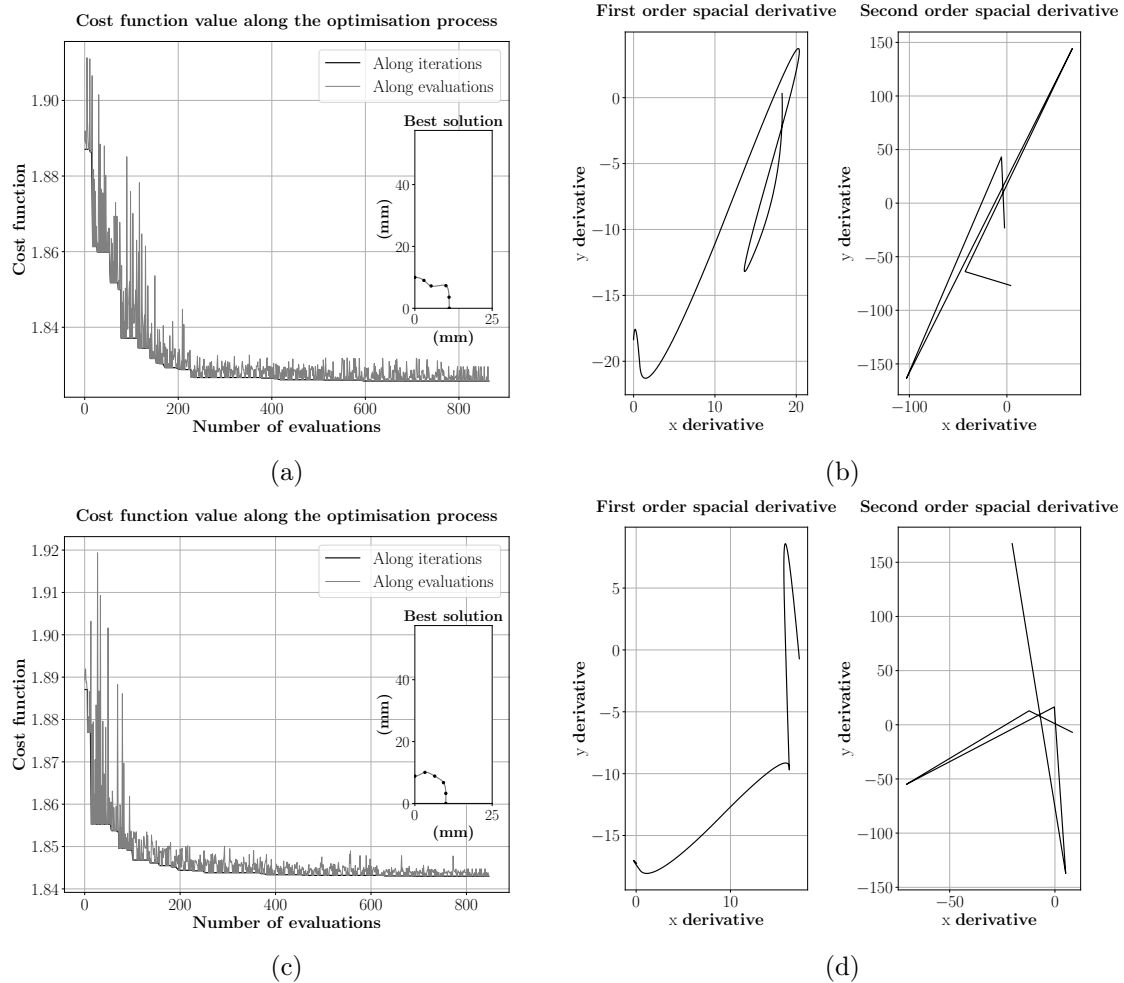 Cost function value along the optimisation process
Along iterations
Along evaluations
Best solution
1.90
1.88
1.86
1.84
Cost function
40
20
0
(mm)
0
25
(mm)
0
200
400
600
800
Number of evaluations
(a)
First order spacial derivative
0
−5
−10
−15
−20
y derivative
0
10
20
x derivative
Second order spacial derivative
150
100
50
0
−50
−100
−150
y derivative
−100
0
x derivative
(b)
Cost function value along the optimisation process
Along iterations
Along evaluations
Best solution
1.92
1.91
1.90
1.89
1.88
1.87
1.86
1.85
1.84
Cost function
40
20
0
(mm)
0
25
(mm)
0
200
400
600
800
Number of evaluations
(c)
First order spacial derivative
5
0
−5
−10
−15
y derivative
0
10
x derivative
Second order spacial derivative
150
100
50
0
−50
−100
−150
y derivative
−50
0
x derivative
(d)